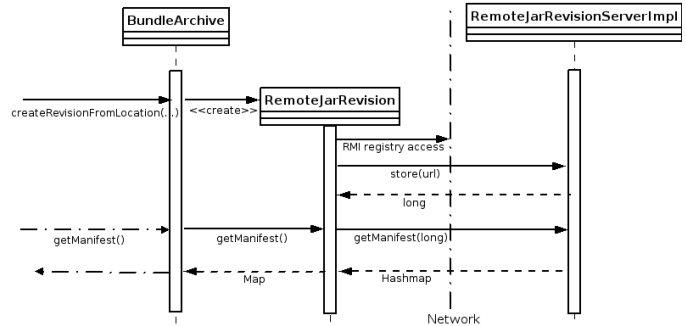 BundleArchive
RemoteJarRevisionServerImpl
RemoteJarRevision
createRevisionFromLocation(...)
<<create>>
RMI registry access
store(url)
long
getManifest()
getManifest()
getManifest(long)
Map
Hashmap
Network